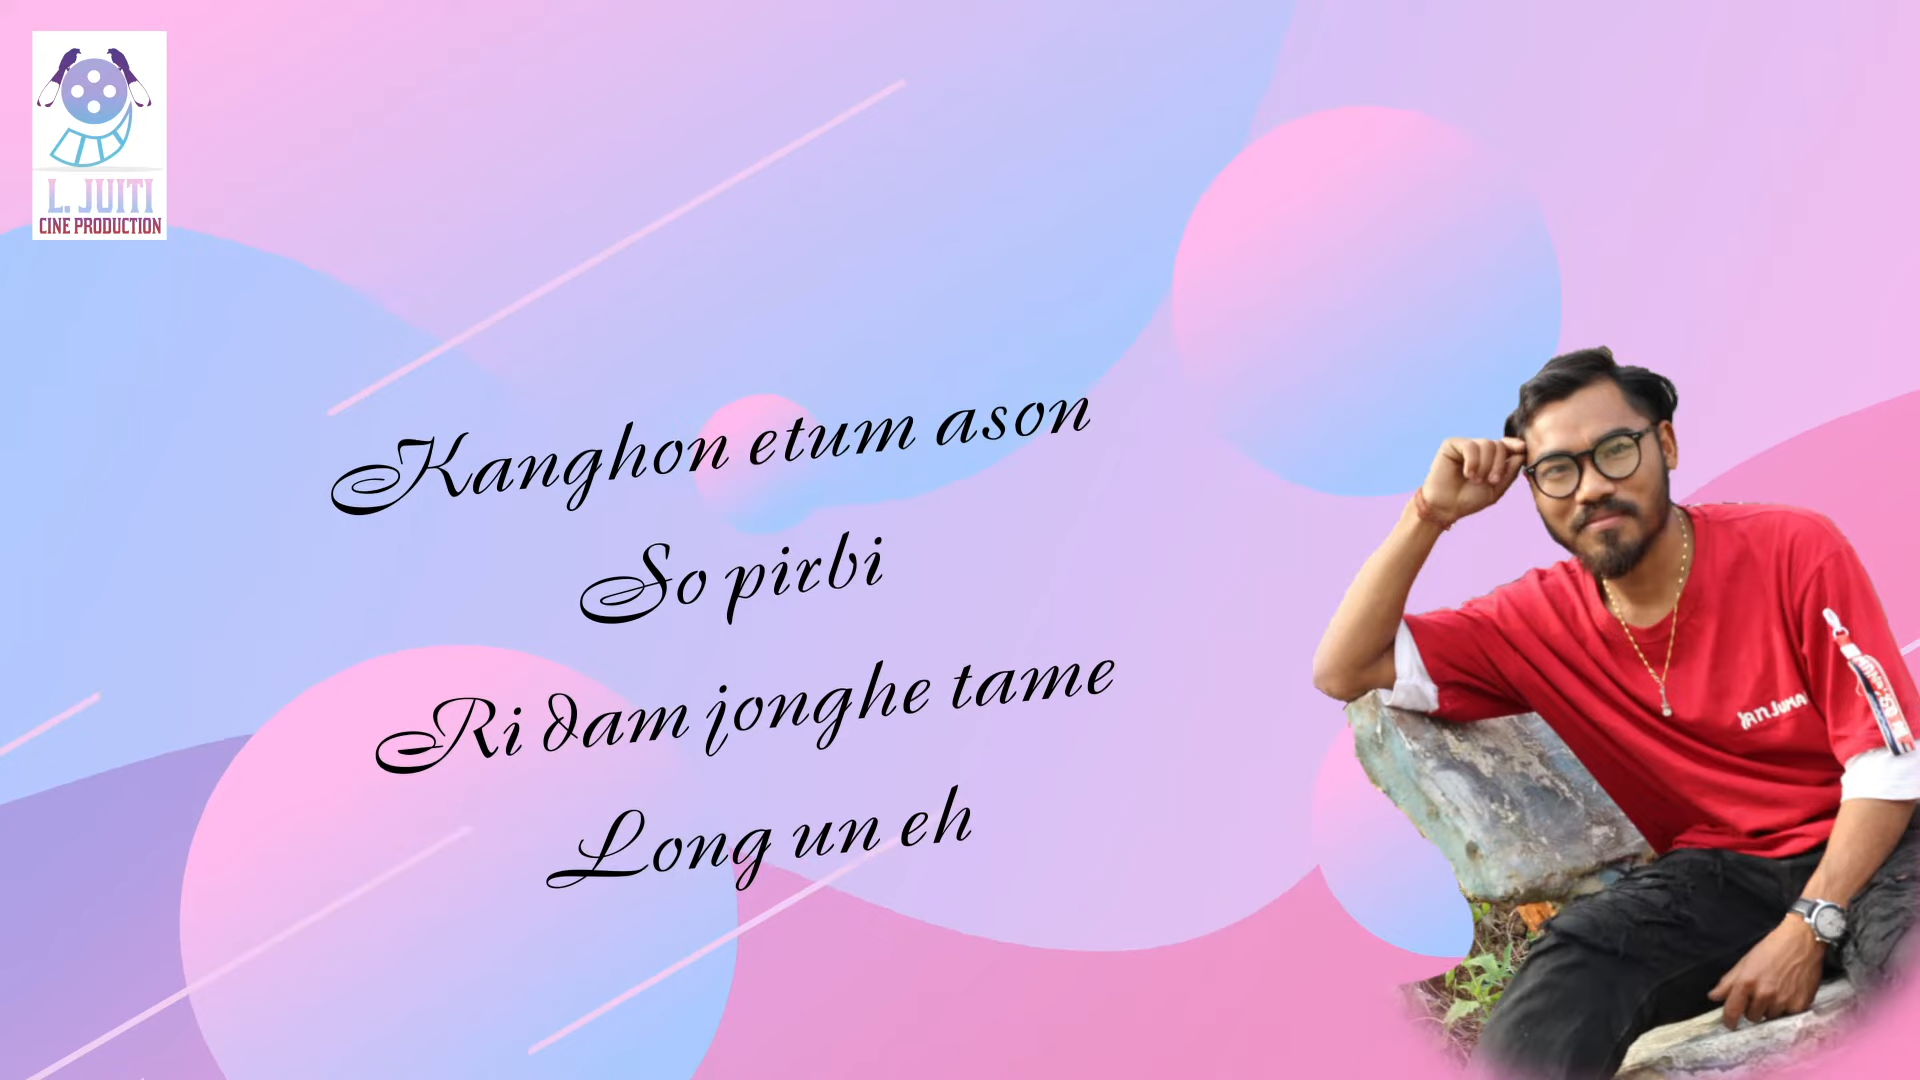 L. JUITI
CINE PRODUCTION
Kanghon etum ason
So pirbi
Ri dam jonghe tame
Long un eh